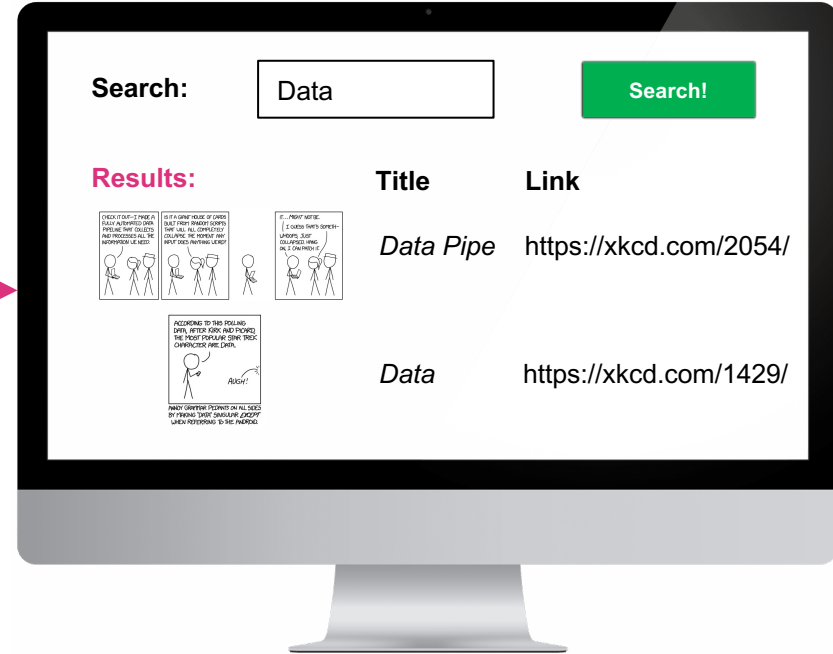 Search:
Data
Search!
Results:
Title
Link
CHECK IT OUT—I MADE A
FULLY AUTOMATED DATA
PIPELINE THAT COLLECTS
AND PROCESSES ALL THE
INFORMATION WE NEED.
IS IT A GIANT HOUSE OF CARDS
BUILT FROM RANDOM SCRIPTS
THAT WILL ALL COMPLETELY
COLLAPSE THE MOMENT ANY
INPUT DOES ANYTHING WEIRD?
IT... MIGHT NOT BE.
I GUESS THAT'S SOMETH—
WHOOPS, JUST
COLLAPSED. HANG
ON, I CAN PATCH IT.
Data Pipe
https://xkcd.com/2054/
ACCORDING TO THIS POLLING
DATA, AFTER KIRK AND PICARD,
THE MOST POPULAR STAR TREK
CHARACTER ARE DATA.
AUGH!
ANNOY GRAMMAR PEDANTS ON ALL SIDES
BY MAKING "DATA" SINGULAR EXCEPT
WHEN REFERRING TO THE ANDROID.
Data
https://xkcd.com/1429/